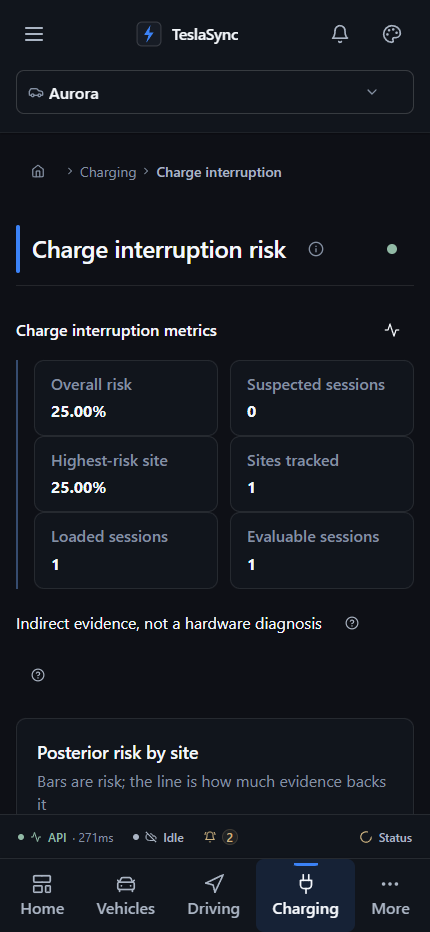 TeslaSync
Aurora
Charging
Charge interruption
Charge interruption risk
Charge interruption metrics
Overall risk
25.00%
Suspected sessions
0
Highest-risk site
25.00%
Sites tracked
1
Loaded sessions
1
Evaluable sessions
1
Indirect evidence, not a hardware diagnosis
Posterior risk by site
Bars are risk; the line is how much evidence backs
it
API · 271ms
Idle
2
Status
Home
Vehicles
Driving
Charging
More